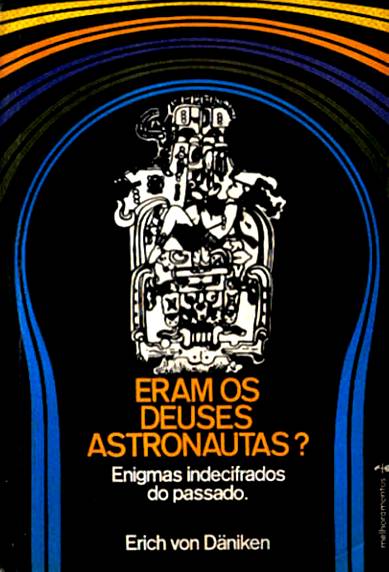 ERAM OS
DEUSES
ASTRONAUTAS?
Enigmas indecifrados
do passado.
Erich von Däniken
melhoramentos